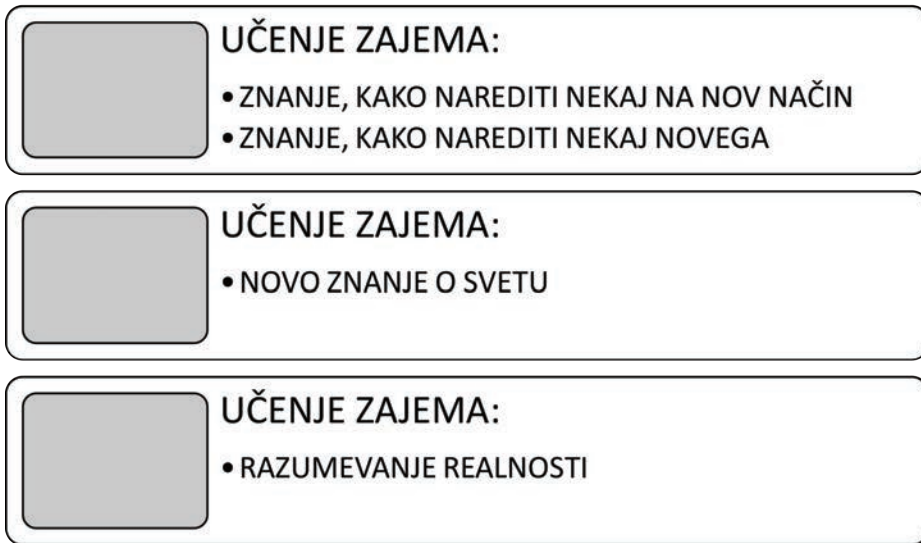 UČENJE ZAJEMA:
• ZNANJE, KAKO NAREDITI NEKAJ NA NOV NAČIN
• ZNANJE, KAKO NAREDITI NEKAJ NOVEGA
UČENJE ZAJEMA:
• NOVO ZNANJE O SVETU
UČENJE ZAJEMA:
• RAZUMEVANJE REALNOSTI